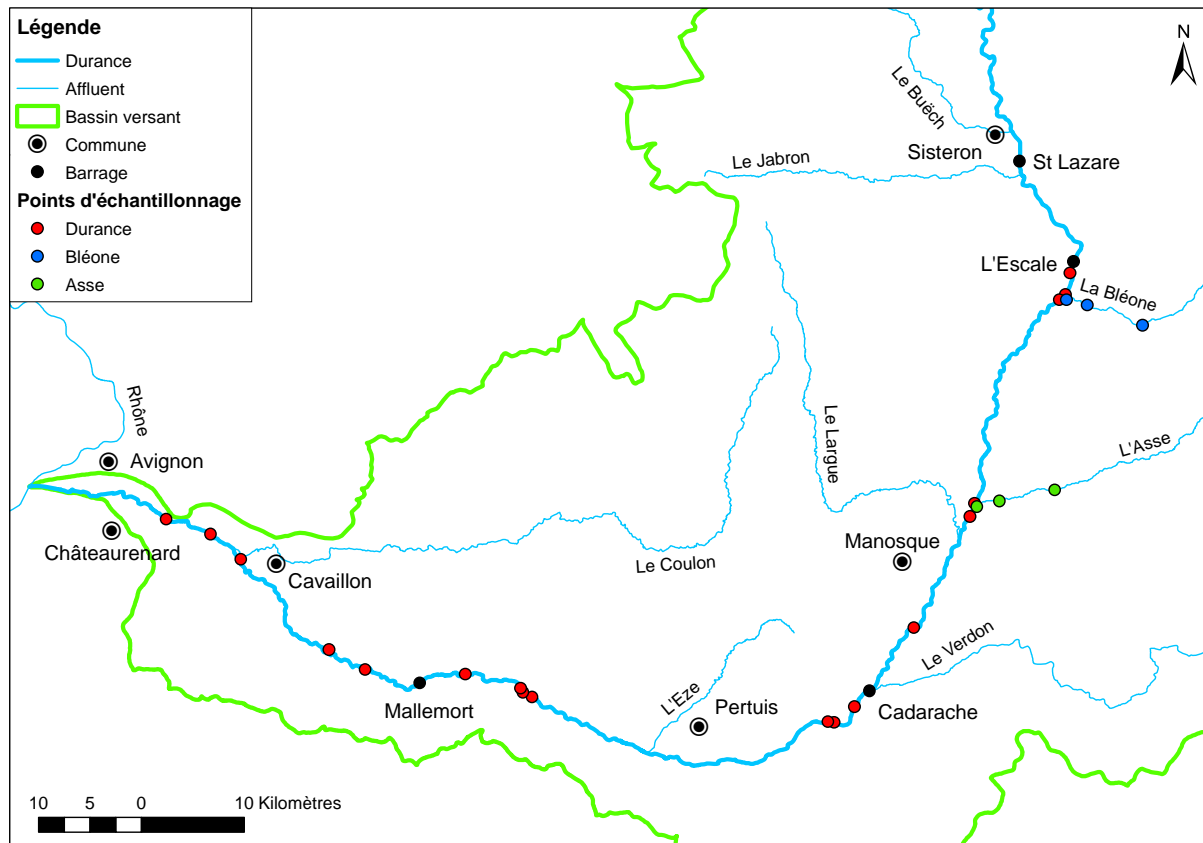 Légende
Durance
Affluent
Bassin versant
Commune
Barrage
Points d'échantillonnage
Durance
Bléone
Asse
N
Le Buëch
Sisteron
St Lazare
Le Jabron
L'Escale
La Bléone
Rhône
Avignon
Le Largue
L'Asse
Châteaurenard
Cavaillon
Le Coulon
Manosque
Le Verdon
L'Eze
Mallemort
Pertuis
Cadarache
10 5 0 10 Kilomètres